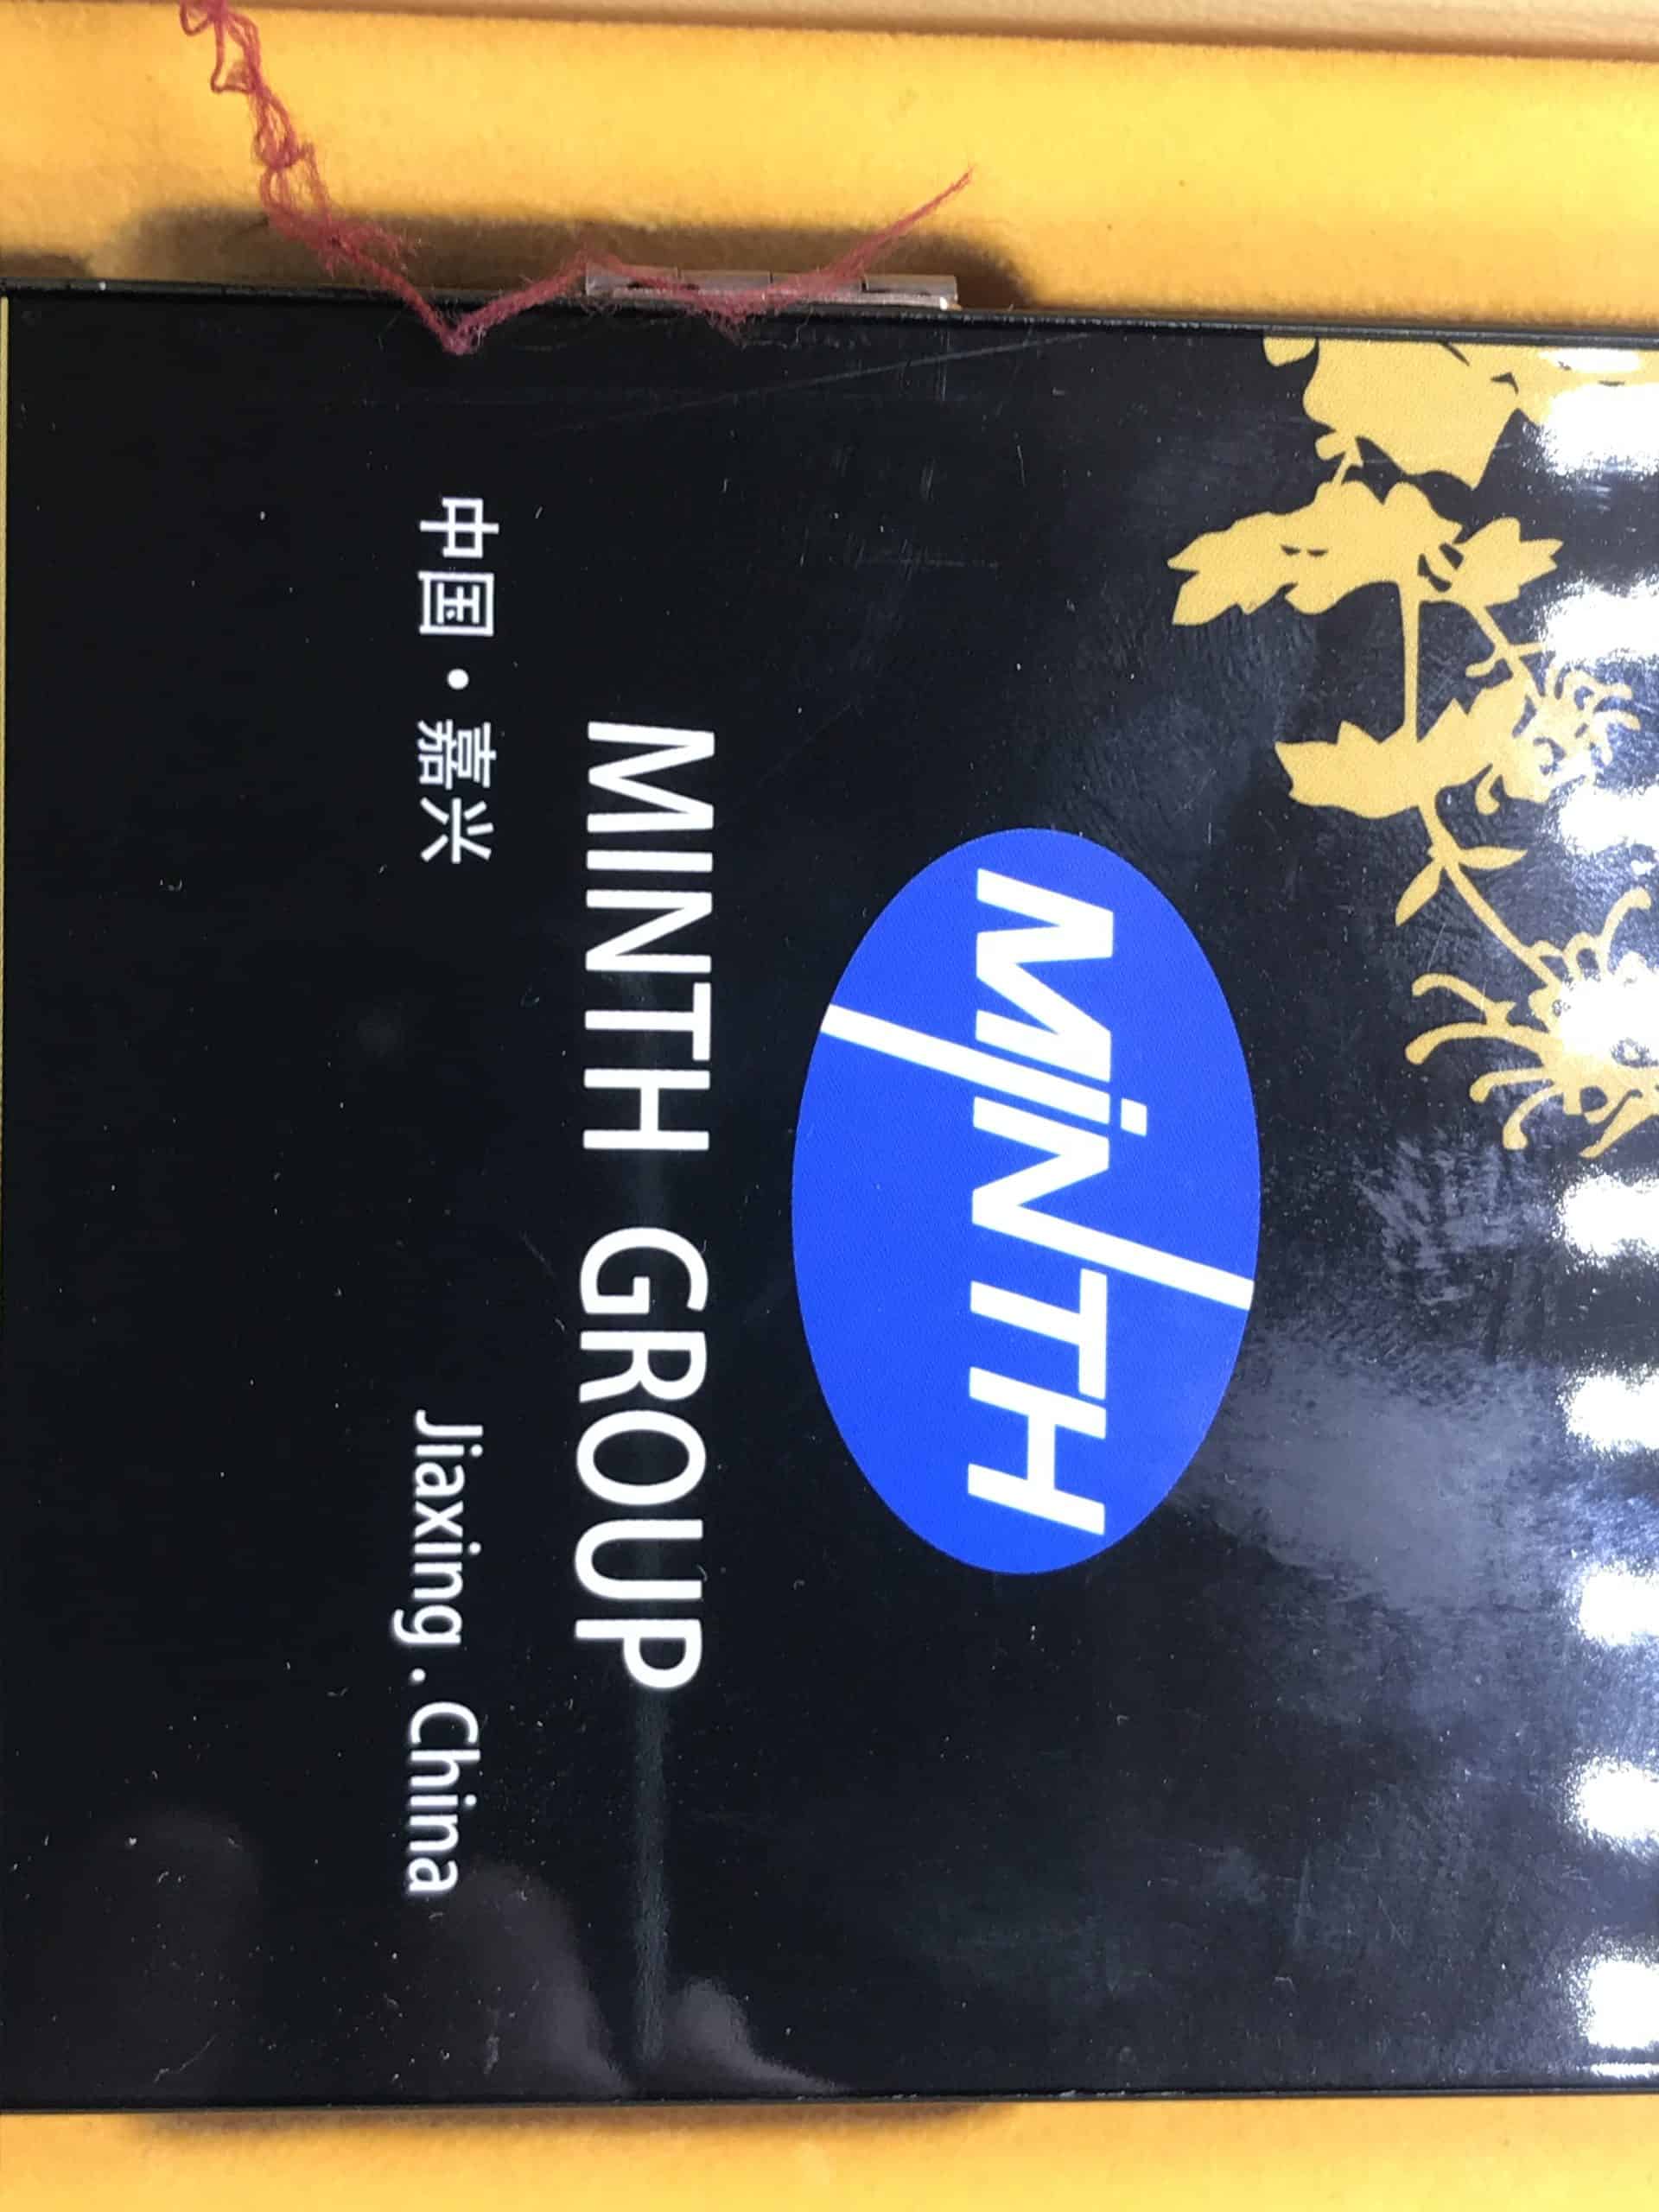 MiNTH
MINTH GROUP
中国·嘉兴 Jiaxing . China